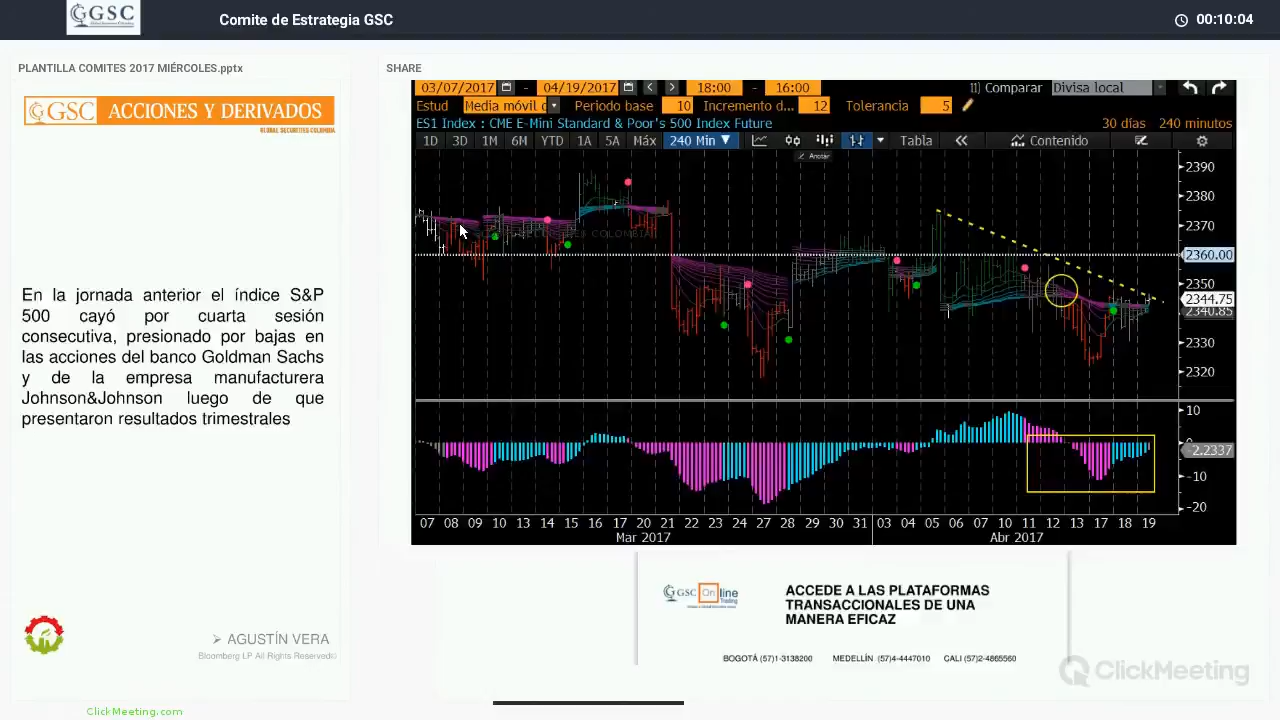 GSC
Comite de Estrategia GSC
00:10:04
PLANTILLA COMITES 2017 MIÉRCOLES.pptx
SHARE
GSC ACCIONES Y DERIVADOS
GLOBAL SECURITIES COLOMBIA
En la jornada anterior el índice S&P
500 cayó por cuarta sesión
consecutiva, presionado por bajas en
las acciones del banco Goldman Sachs
y de la empresa manufacturera
Johnson&Johnson luego de que
presentaron resultados trimestrales
➢ AGUSTÍN VERA
Bloomberg LP All Rights Reserved©
ClickMeeting.com
03/07/2017 - 04/19/2017 < > 18:00 - 16:00 11) Comparar Divisa local
Estud Media móvil c Periodo base 10 Incremento d... 12 Tolerancia 5
ES1 Index : CME E-Mini Standard & Poor's 500 Index Future 30 días 240 minutos
1D 3D 1M 6M YTD 1A 5A Máx 240 Min ▼ Tabla « Contenido
Anotar
2390
2380
2370
2360.00
2350
2344.75
2340.85
2330
2320
10
0
-2.2337
-10
-20
07 08 09 10 13 14 15 16 17 20 21 22 23 24 27 28 29 30 31 03 04 05 06 07 10 11 12 13 17 18 19
Mar 2017 Abr 2017
GSC Online
Trading
ACCEDE A LAS PLATAFORMAS
TRANSACCIONALES DE UNA
MANERA EFICAZ
BOGOTÁ (57)1-3138200 MEDELLÍN (57)4-4447010 CALI (57)2-4865560
ClickMeeting